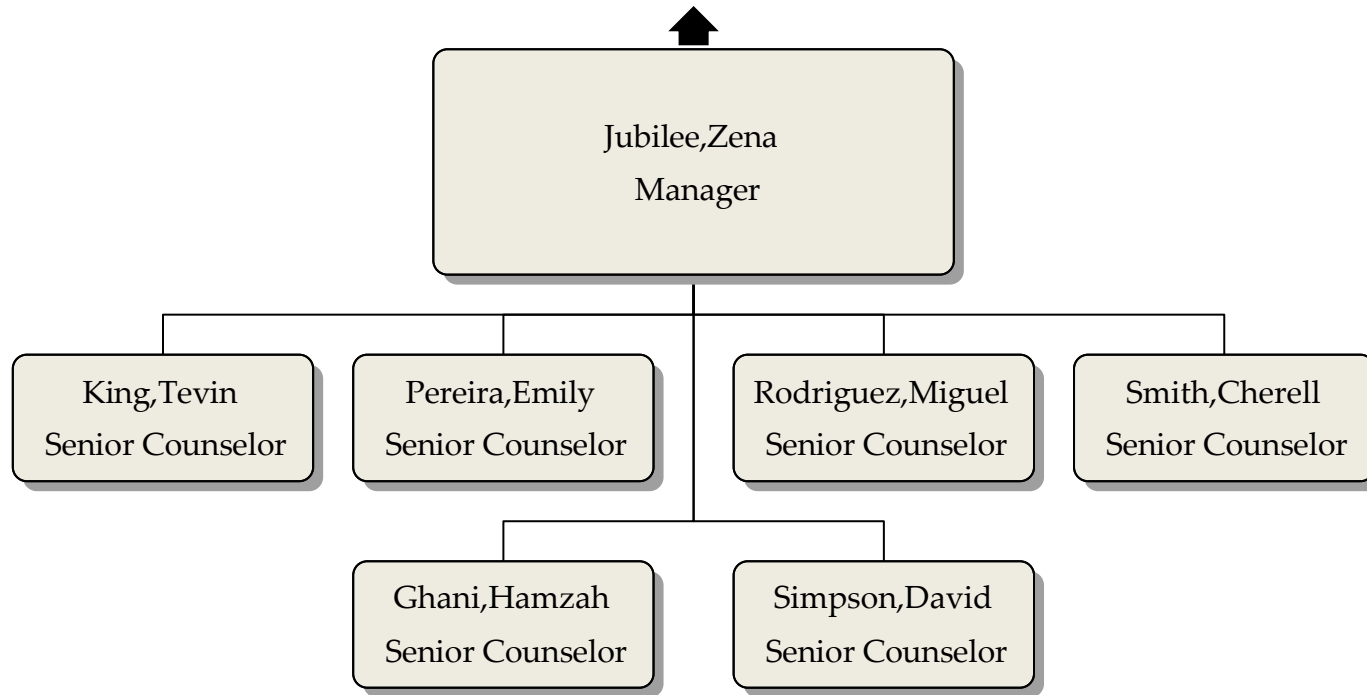 Jubilee,Zena
Manager
King,Tevin
Senior Counselor
Pereira,Emily
Senior Counselor
Rodriguez,Miguel
Senior Counselor
Smith,Cherell
Senior Counselor
Ghani,Hamzah
Senior Counselor
Simpson,David
Senior Counselor